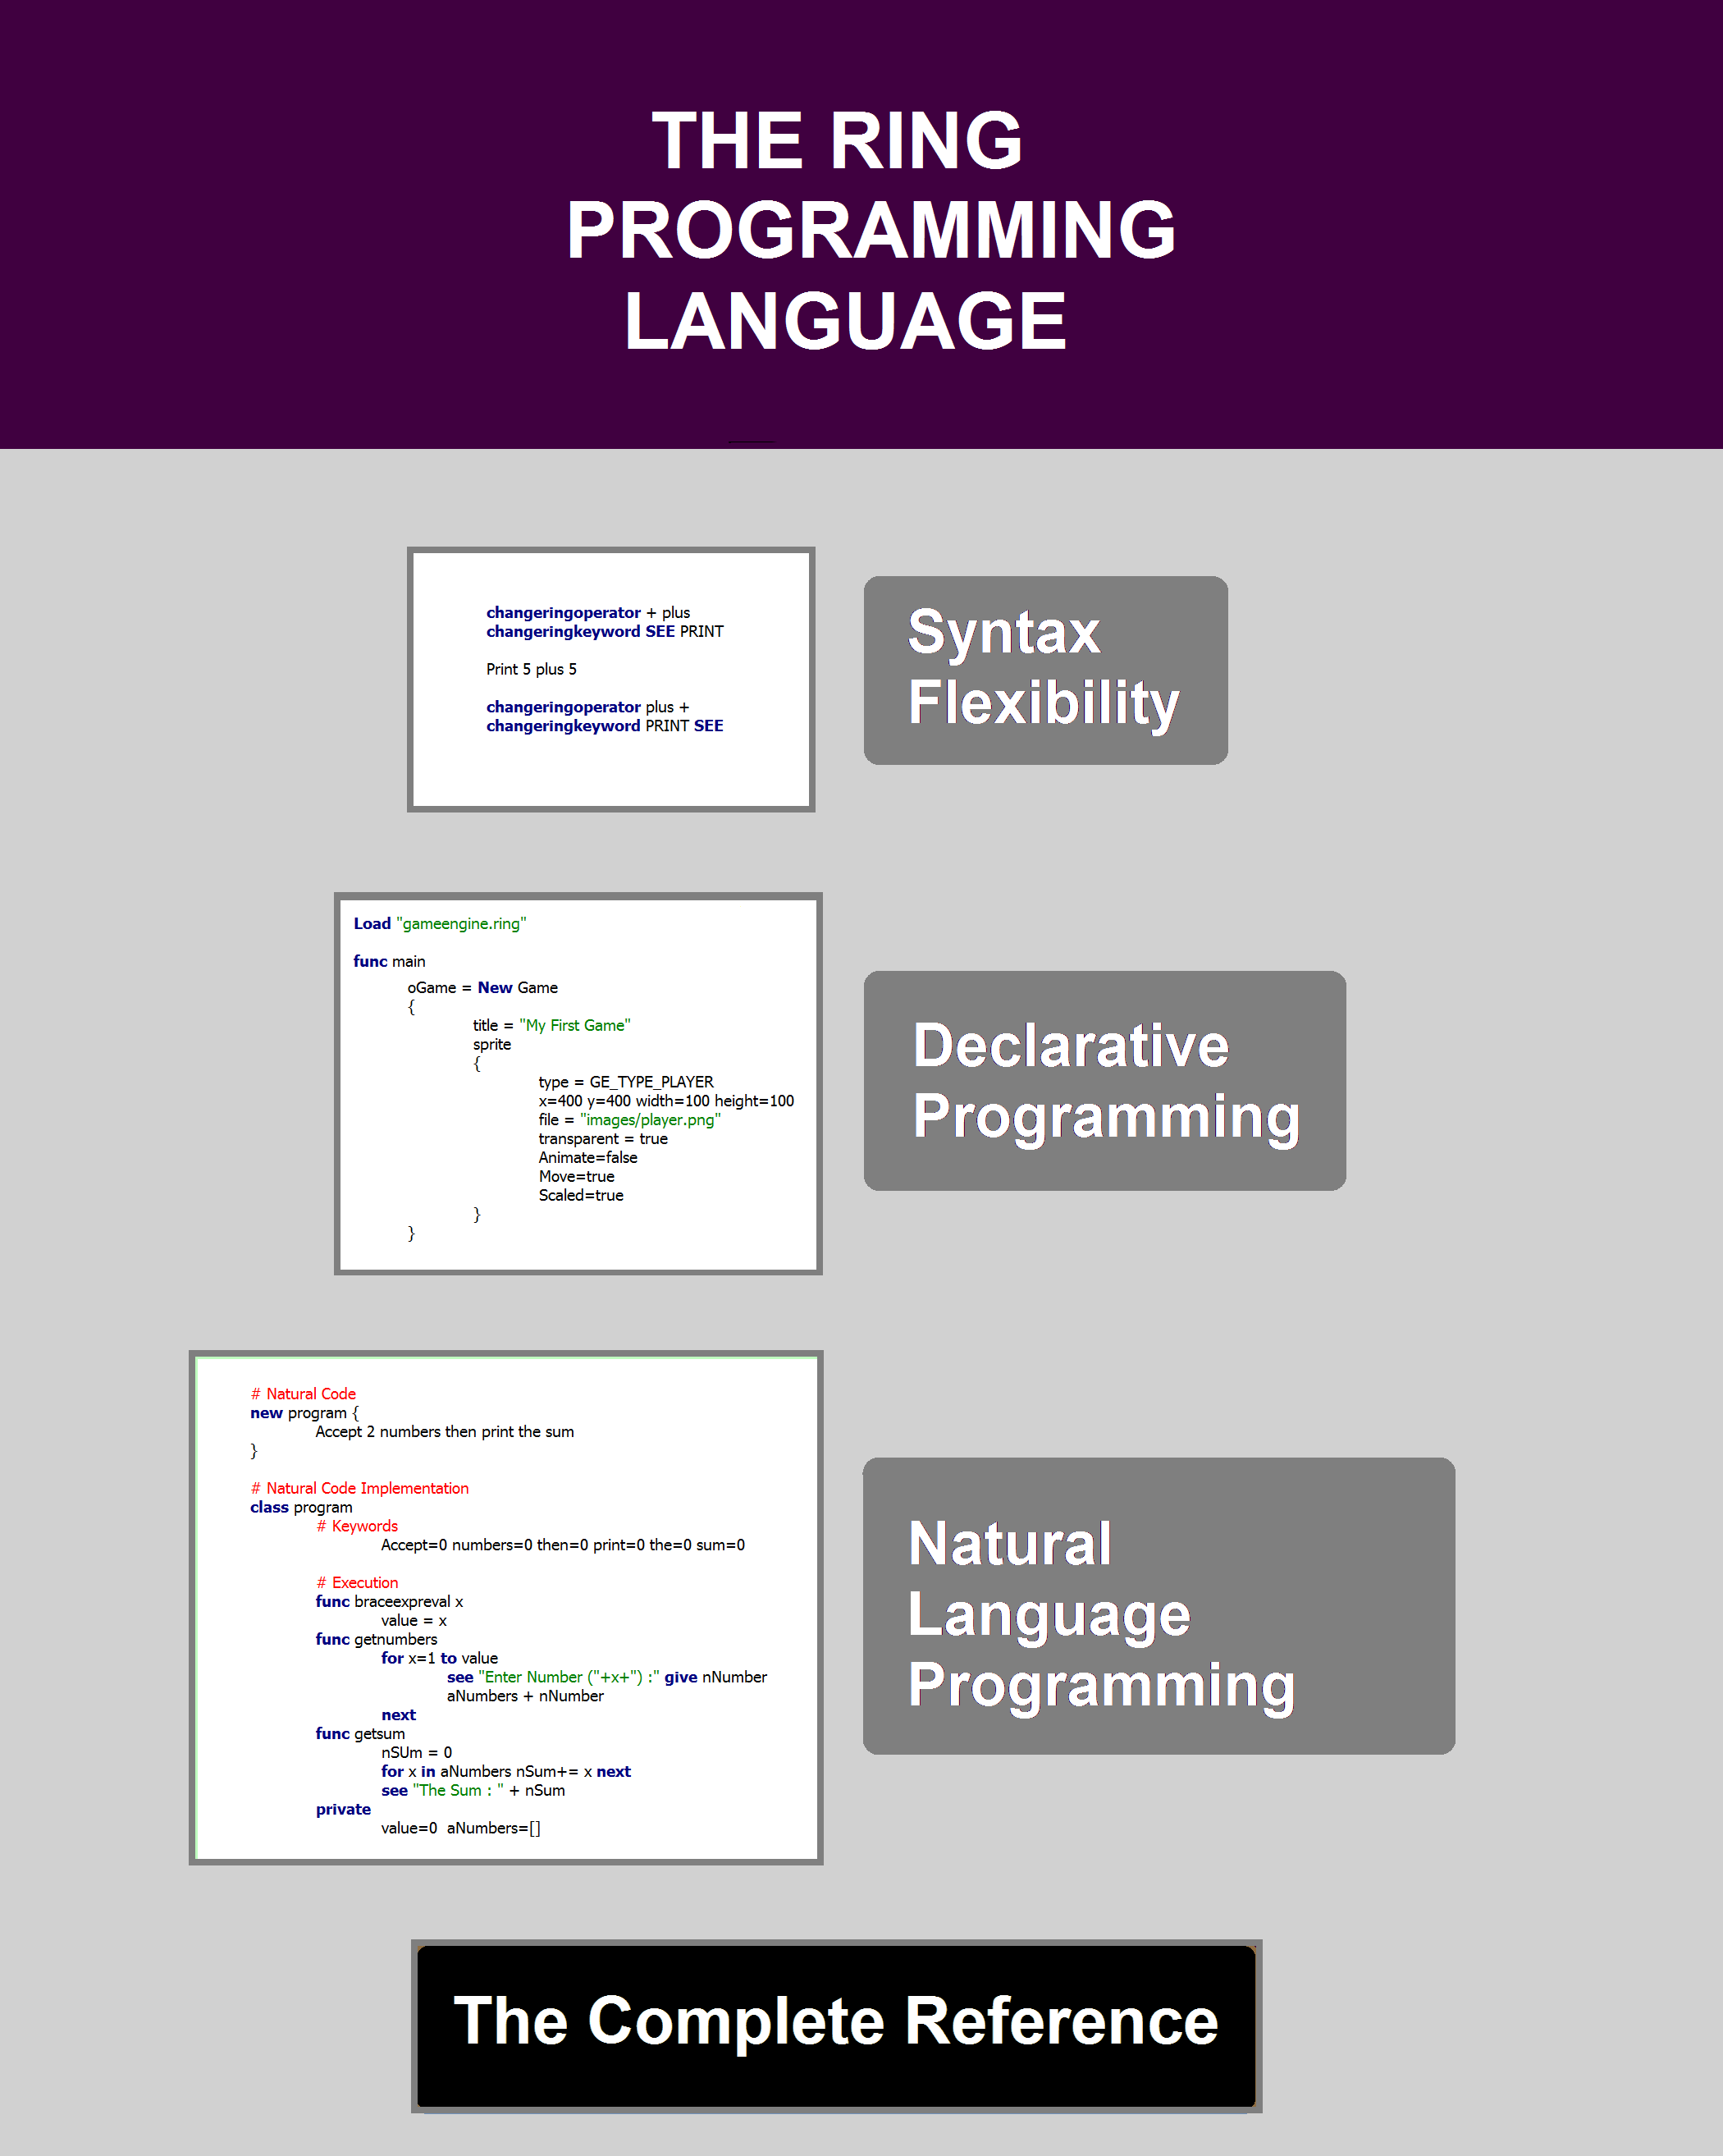 THE RING
PROGRAMMING
LANGUAGE
changeringoperator + plus
changeringkeyword SEE PRINT
Print 5 plus 5
changeringoperator plus +
changeringkeyword PRINT SEE
Syntax
Flexibility
Load "gameengine.ring"
func main
oGame = New Game
{
title = "My First Game"
sprite
{
type = GE_TYPE_PLAYER
x=400 y=400 width=100 height=100
file = "images/player.png"
transparent = true
Animate=false
Move=true
Scaled=true
}
}
Declarative
Programming
# Natural Code
new program {
Accept 2 numbers then print the sum
}
# Natural Code Implementation
class program
# Keywords
Accept=0 numbers=0 then=0 print=0 the=0 sum=0
# Execution
func braceexpreval x
value = x
func getnumbers
for x=1 to value
see "Enter Number ("+x+") :" give nNumber
aNumbers + nNumber
next
func getsum
nSUm = 0
for x in aNumbers nSum+= x next
see "The Sum : " + nSum
private
value=0 aNumbers=[]
Natural
Language
Programming
The Complete Reference